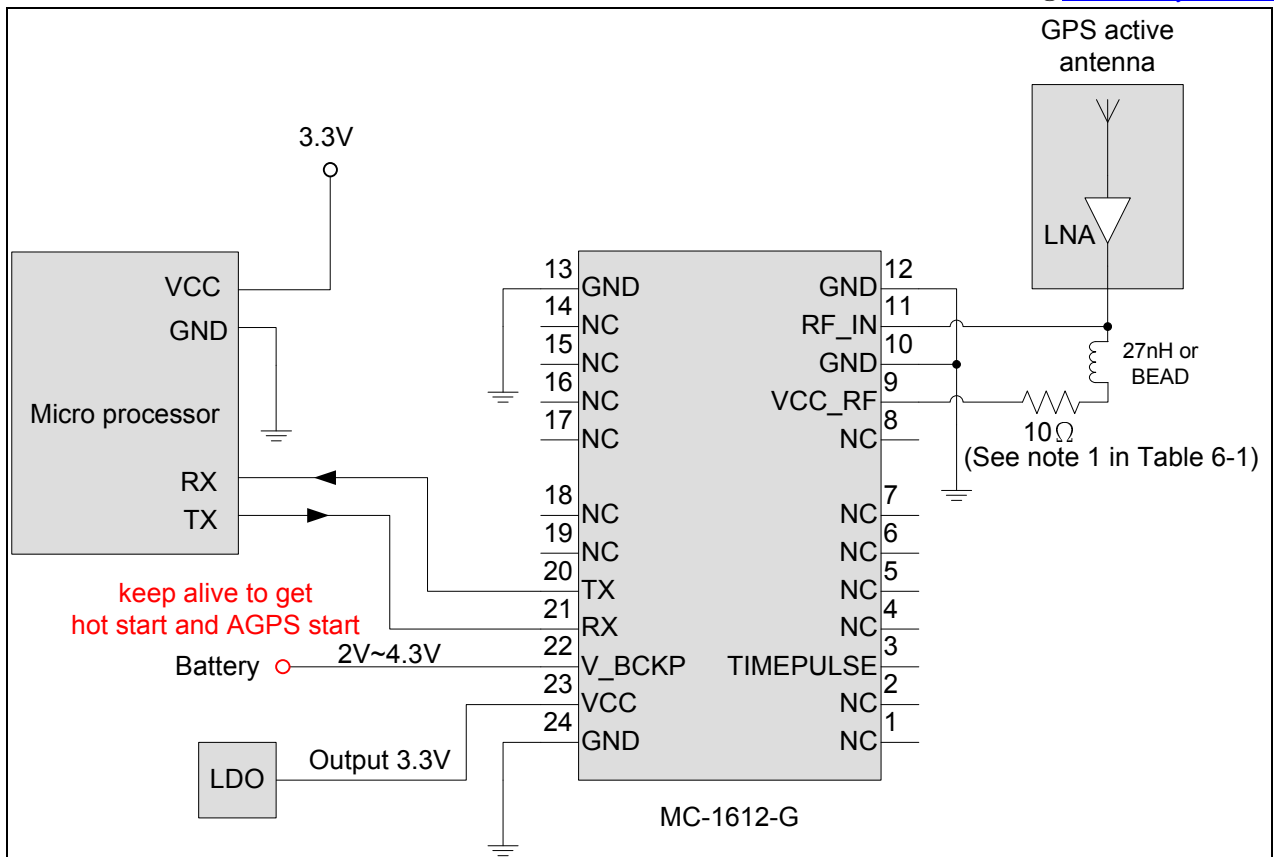 GPS active
antenna
3.3V
LNA
VCC
GND
Micro processor
RX
TX
13
GND
14
NC
15
NC
16
NC
17
NC
18
NC
19
NC
20
TX
21
RX
22
V_BCKP
23
VCC
24
GND
12
GND
11
RF_IN
10
GND
9
VCC_RF
8
NC
7
NC
6
NC
5
NC
4
NC
3
TIMEPULSE
2
NC
1
NC
27nH or
BEAD
10Ω
(See note 1 in Table 6-1)
keep alive to get
hot start and AGPS start
Battery
2V~4.3V
LDO
Output 3.3V
MC-1612-G